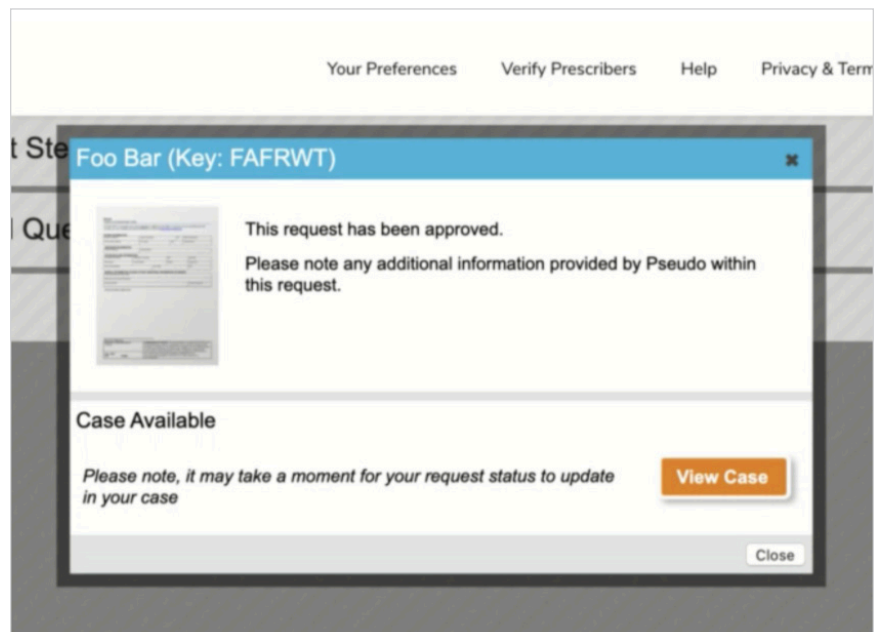 Your Preferences Verify Prescribers Help Privacy & Term
t Ste
Foo Bar (Key: FAFRWT)
l Que
This request has been approved.
Please note any additional information provided by Pseudo within
this request.
Case Available
Please note, it may take a moment for your request status to update
in your case
View Case
Close